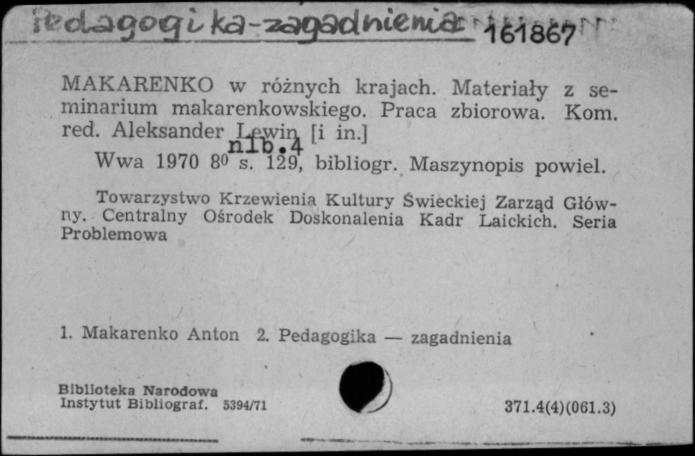 Pedagogika-zagadnienia 161867
MAKARENKO w różnych krajach. Materiały z se-
minarium makarenkowskiego. Praca zbiorowa. Kom.
red. Aleksander Lewin [i in.]
nlb.4
Wwa 1970 8⁰ s. 129, bibliogr. Maszynopis powiel.
Towarzystwo Krzewienia Kultury Świeckiej Zarząd Głów-
ny. Centralny Ośrodek Doskonalenia Kadr Laickich. Seria
Problemowa
1. Makarenko Anton 2. Pedagogika — zagadnienia
Biblioteka Narodowa
Instytut Bibliograf. 5394/71 371.4(4)(061.3)